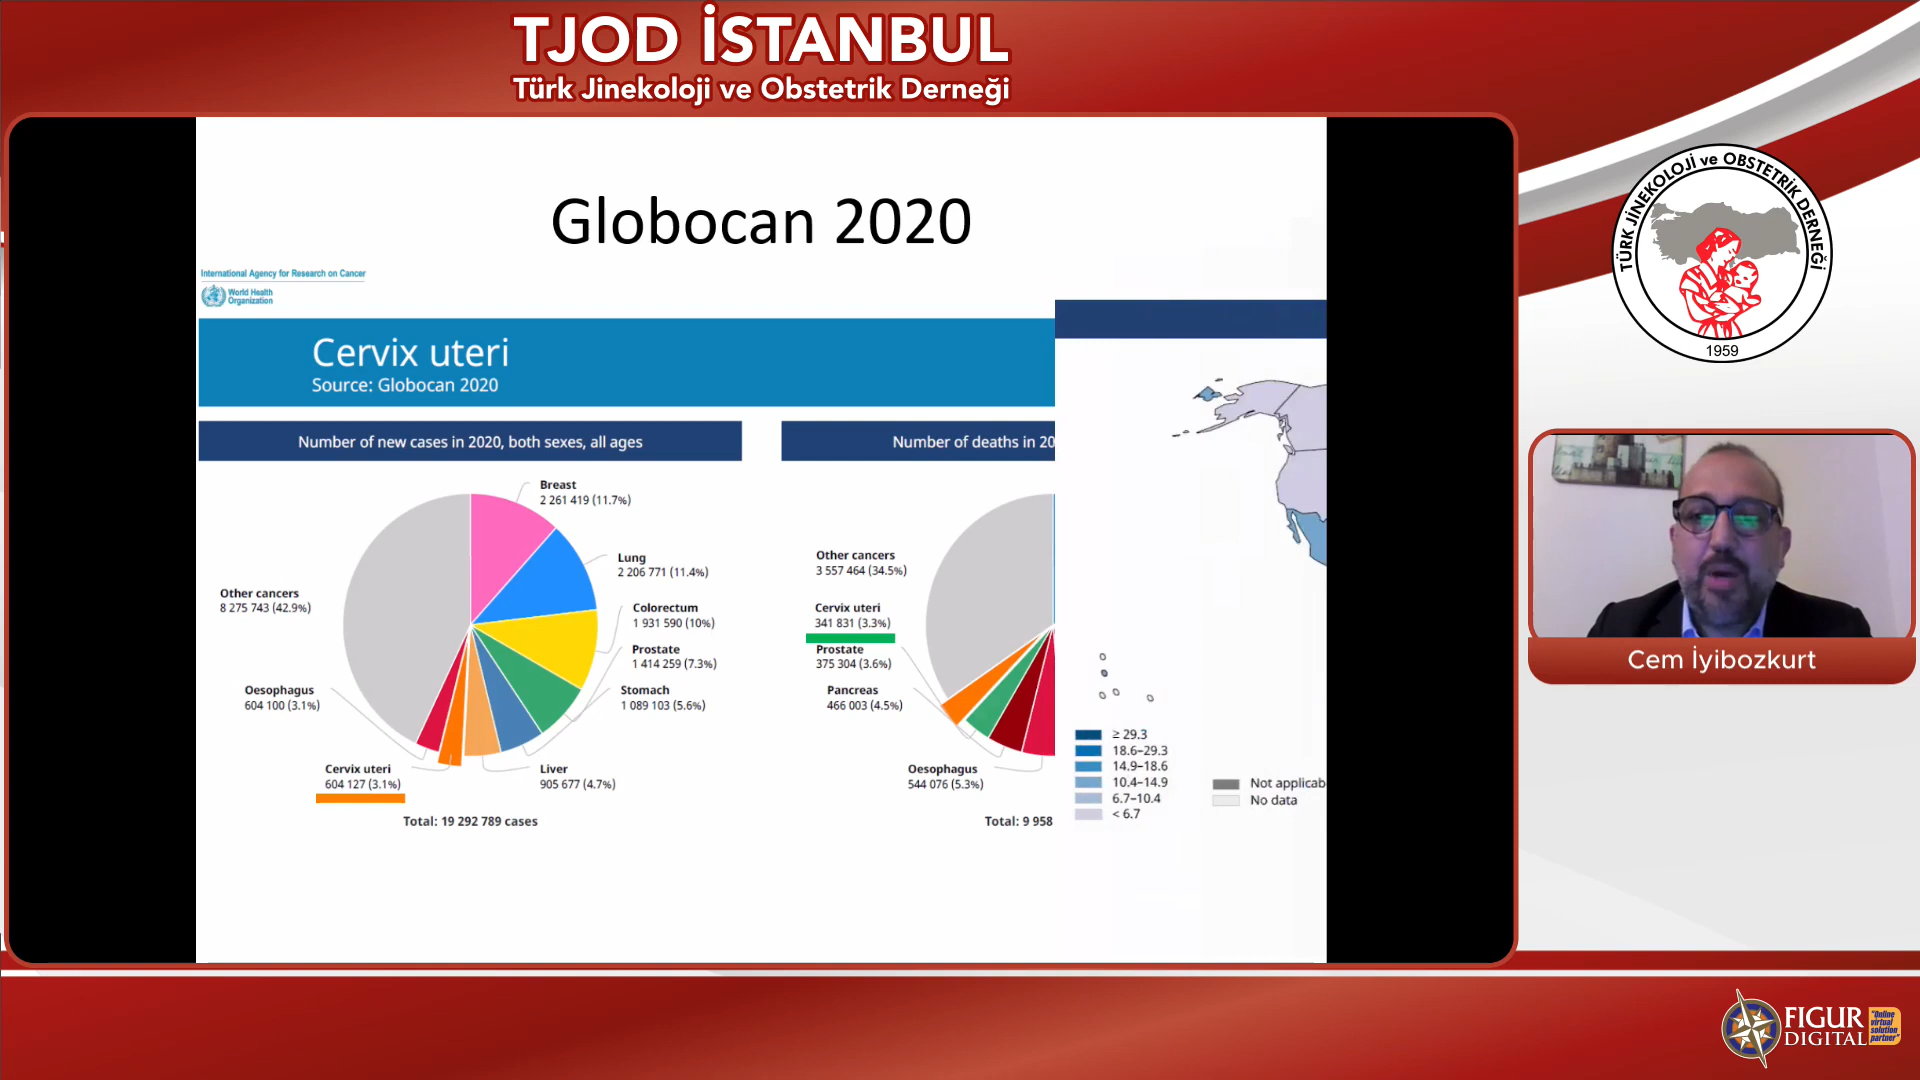 TJOD İSTANBUL
Türk Jinekoloji ve Obstetrik Derneği
Globocan 2020
International Agency for Research on Cancer
World Health
Organization
Cervix uteri
Source: Globocan 2020
Number of new cases in 2020, both sexes, all ages
Breast
2 261 419 (11.7%)
Lung
2 206 771 (11.4%)
Colorectum
1 931 590 (10%)
Prostate
1 414 259 (7.3%)
Stomach
1 089 103 (5.6%)
Liver
905 677 (4.7%)
Cervix uteri
604 127 (3.1%)
Oesophagus
604 100 (3.1%)
Other cancers
8 275 743 (42.9%)
Total: 19 292 789 cases
Number of deaths in 20
Other cancers
3 557 464 (34.5%)
Cervix uteri
341 831 (3.3%)
Prostate
375 304 (3.6%)
Pancreas
466 003 (4.5%)
Oesophagus
544 076 (5.3%)
Total: 9 958
≥ 29.3
18.6–29.3
14.9–18.6
10.4–14.9
6.7–10.4
< 6.7
Not applicab
No data
TÜRK JİNEKOLOJİ ve OBSTETRİK DERNEĞİ
1959
Cem İyibozkurt
FIGUR
DIGITAL
"Online
virtual
solution
partner"